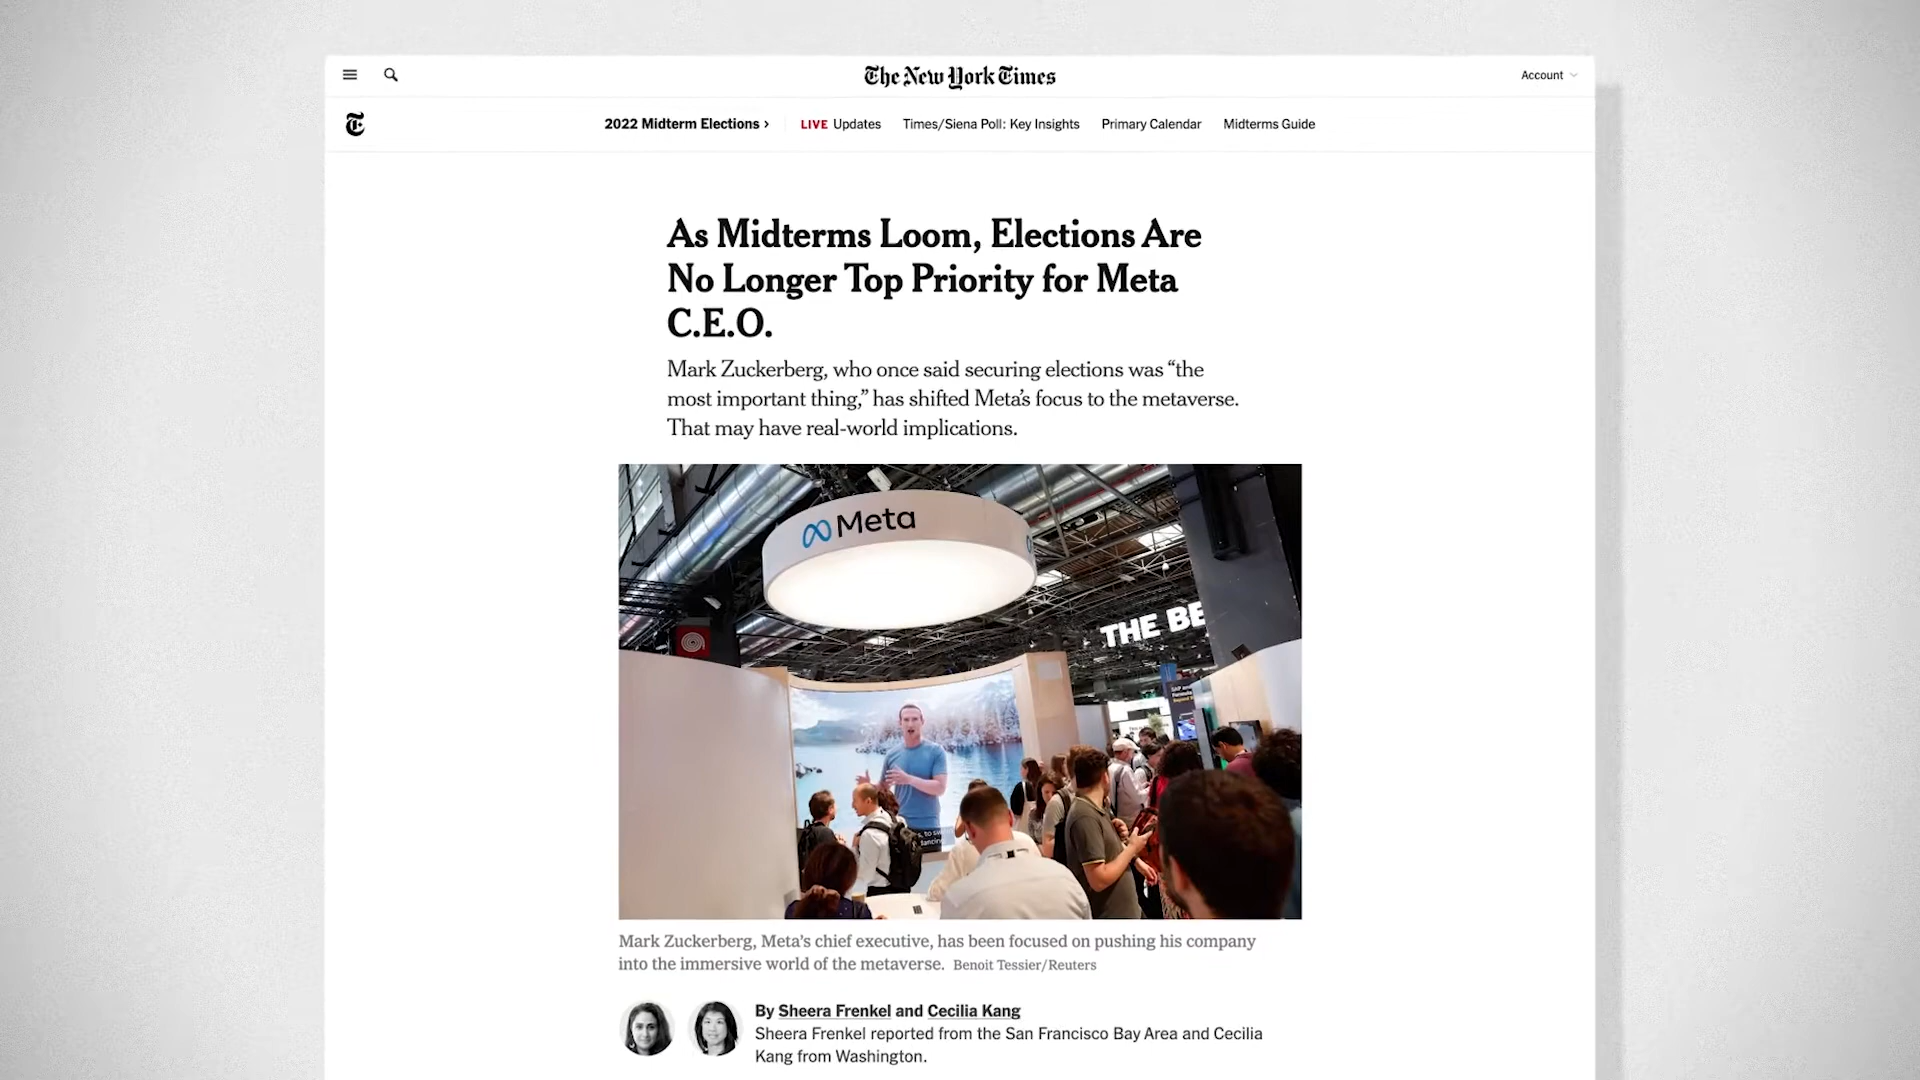 The New York Times
Account
2022 Midterm Elections ›
LIVE Updates
Times/Siena Poll: Key Insights
Primary Calendar
Midterms Guide
As Midterms Loom, Elections Are
No Longer Top Priority for Meta
C.E.O.
Mark Zuckerberg, who once said securing elections was “the
most important thing,” has shifted Meta’s focus to the metaverse.
That may have real-world implications.
Meta
THE BE
Mark Zuckerberg, Meta’s chief executive, has been focused on pushing his company
into the immersive world of the metaverse. Benoit Tessier/Reuters
By Sheera Frenkel and Cecilia Kang
Sheera Frenkel reported from the San Francisco Bay Area and Cecilia
Kang from Washington.